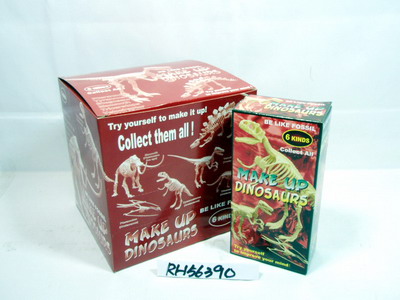 Try yourself to make it up!
Collect them all!
BE LIKE FOSSIL
6 KINDS
MAKE UP
DINOSAURS
BE LIKE FOSSIL
6 KINDS
Collect All
MAKE UP
DINOSAURS
RH56390